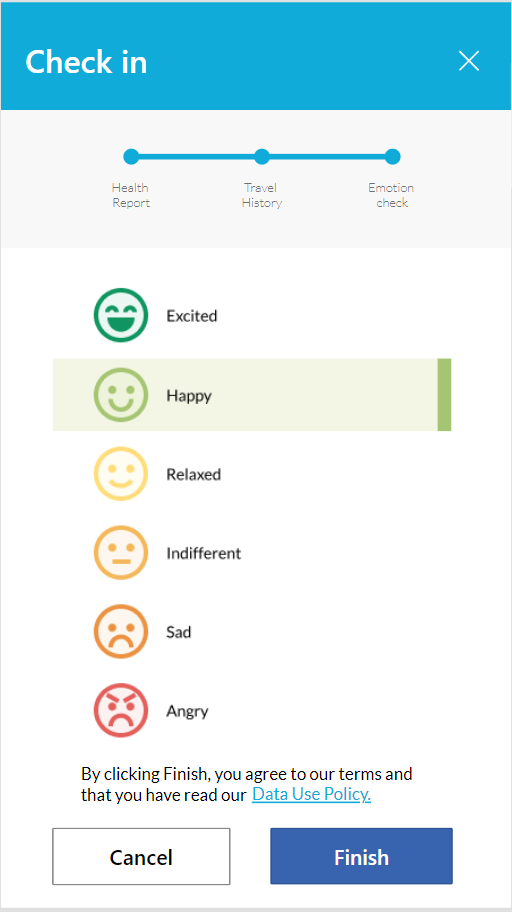 Check in
Health
Report
Travel
History
Emotion
check
Excited
Happy
Relaxed
Indifferent
Sad
Angry
By clicking Finish, you agree to our terms and
that you have read our Data Use Policy.
Cancel
Finish